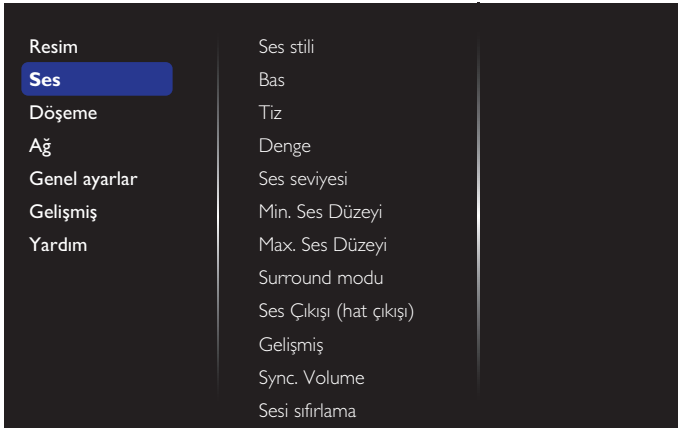 Resim
Ses
Döşeme
Ağ
Genel ayarlar
Gelişmiş
Yardım
Ses stili
Bas
Tiz
Denge
Ses seviyesi
Min. Ses Düzeyi
Max. Ses Düzeyi
Surround modu
Ses Çıkışı (hat çıkışı)
Gelişmiş
Sync. Volume
Sesi sıfırlama